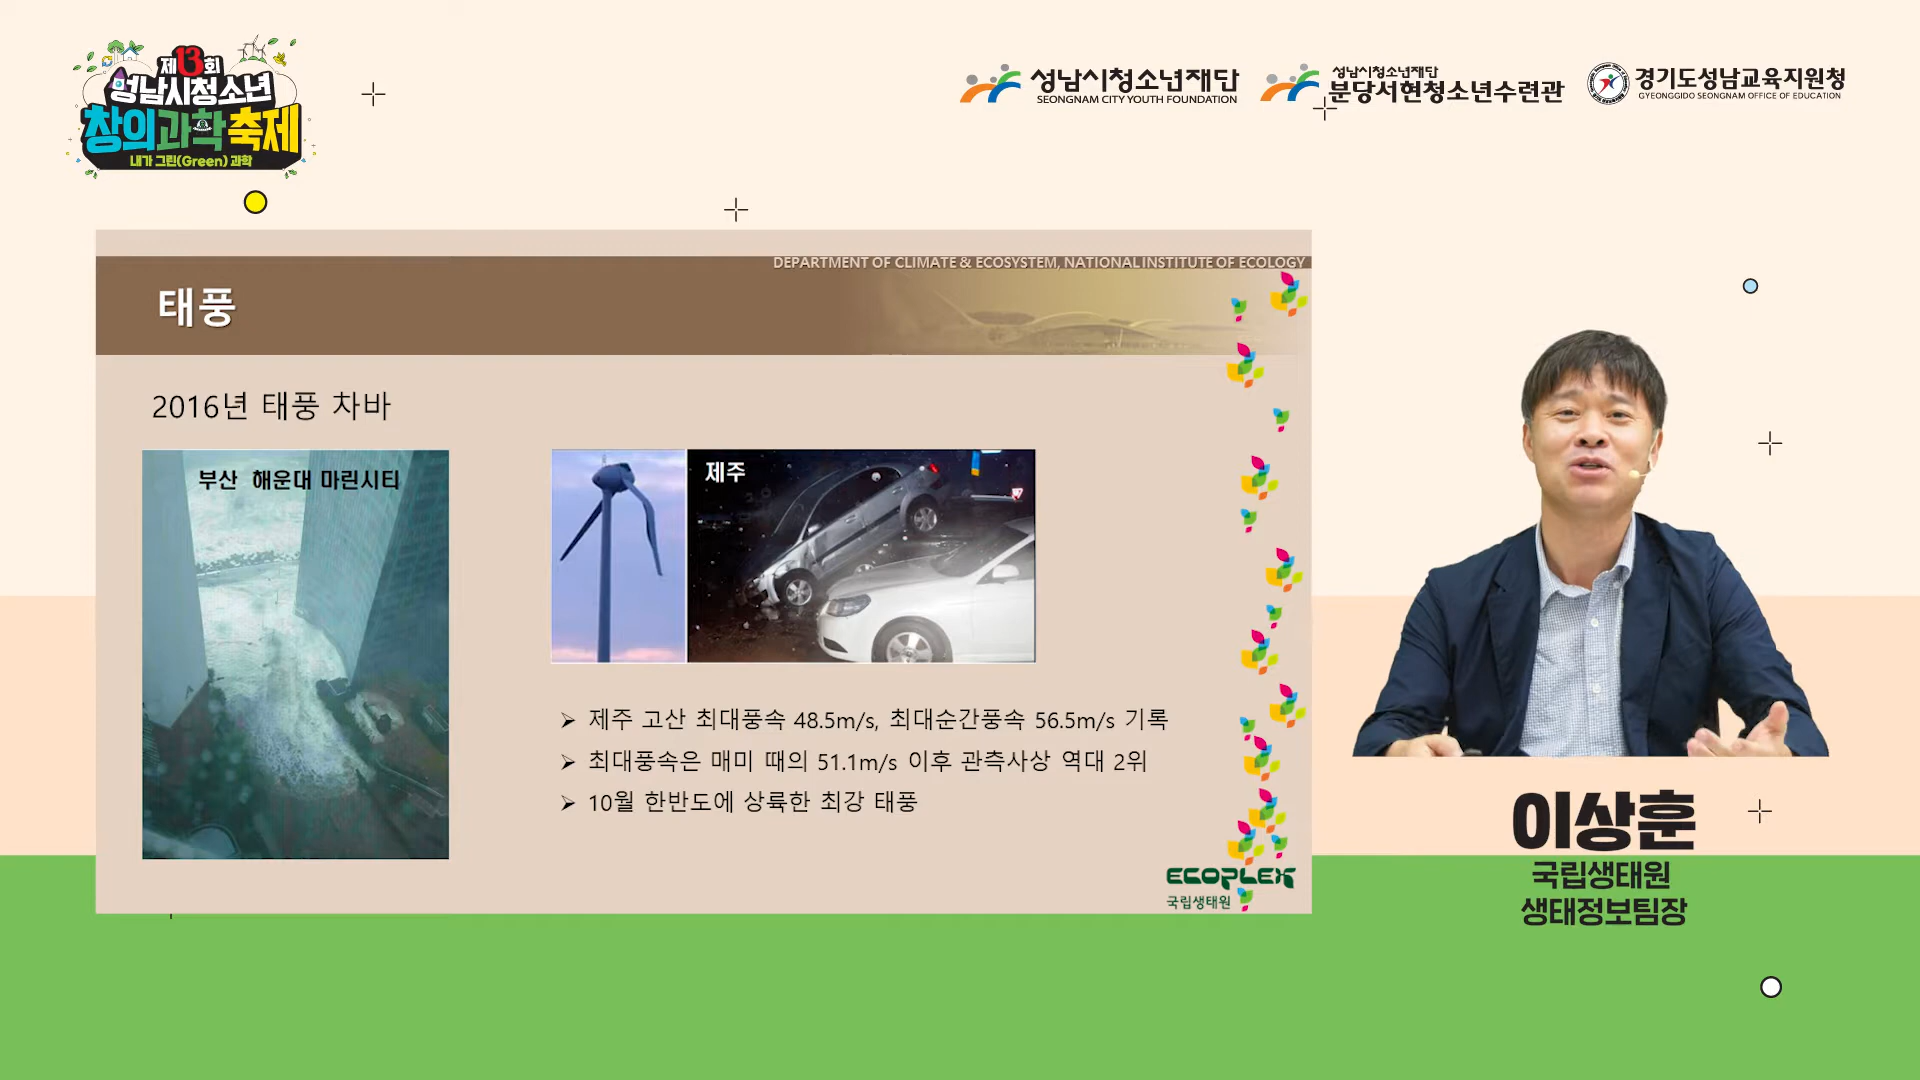 제13회
성남시청소년
창의과학축제
내가 그린(Green) 과학
성남시청소년재단
SEONGNAM CITY YOUTH FOUNDATION
성남시청소년재단
분당서현청소년수련관
경기도성남교육지원청
GYEONGGIDO SEONGNAM OFFICE OF EDUCATION
DEPARTMENT OF CLIMATE & ECOSYSTEM, NATIONAL INSTITUTE OF ECOLOGY
태풍
2016년 태풍 차바
부산 해운대 마린시티
제주
➢ 제주 고산 최대풍속 48.5m/s, 최대순간풍속 56.5m/s 기록
➢ 최대풍속은 매미 때의 51.1m/s 이후 관측사상 역대 2위
➢ 10월 한반도에 상륙한 최강 태풍
ECOPLEX
국립생태원
이상훈
국립생태원
생태정보팀장